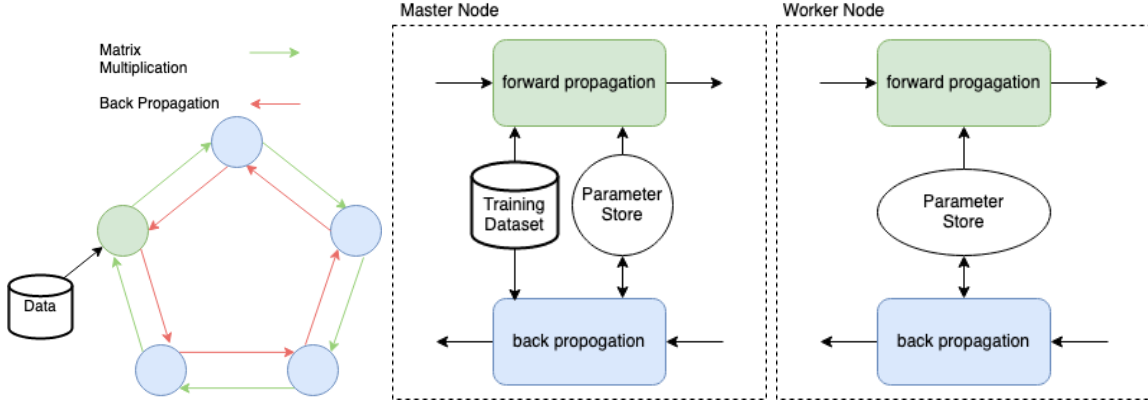 Master Node
Worker Node
Matrix
Multiplication
Back Propagation
Data
forward propagation
Training
Dataset
Parameter
Store
back propogation
forward progagation
Parameter
Store
back propagation